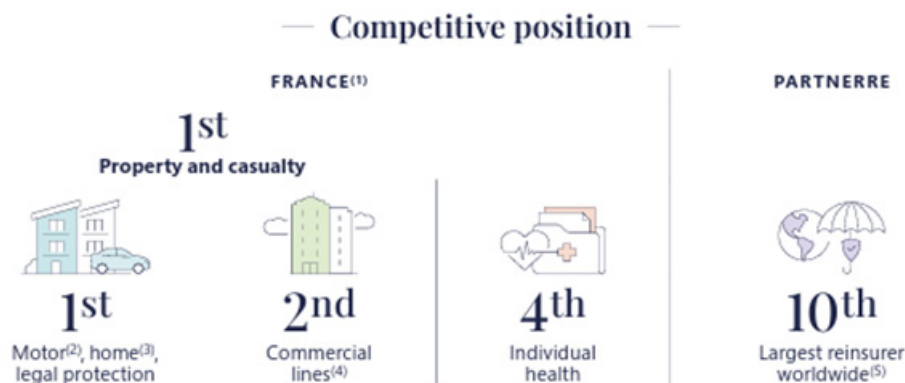 Competitive position
FRANCE(1)
PARTNERRE
1st
Property and casualty
1st
Motor(2), home(3),
legal protection
2nd
Commercial
lines(4)
4th
Individual
health
10th
Largest reinsurer
worldwide(5)